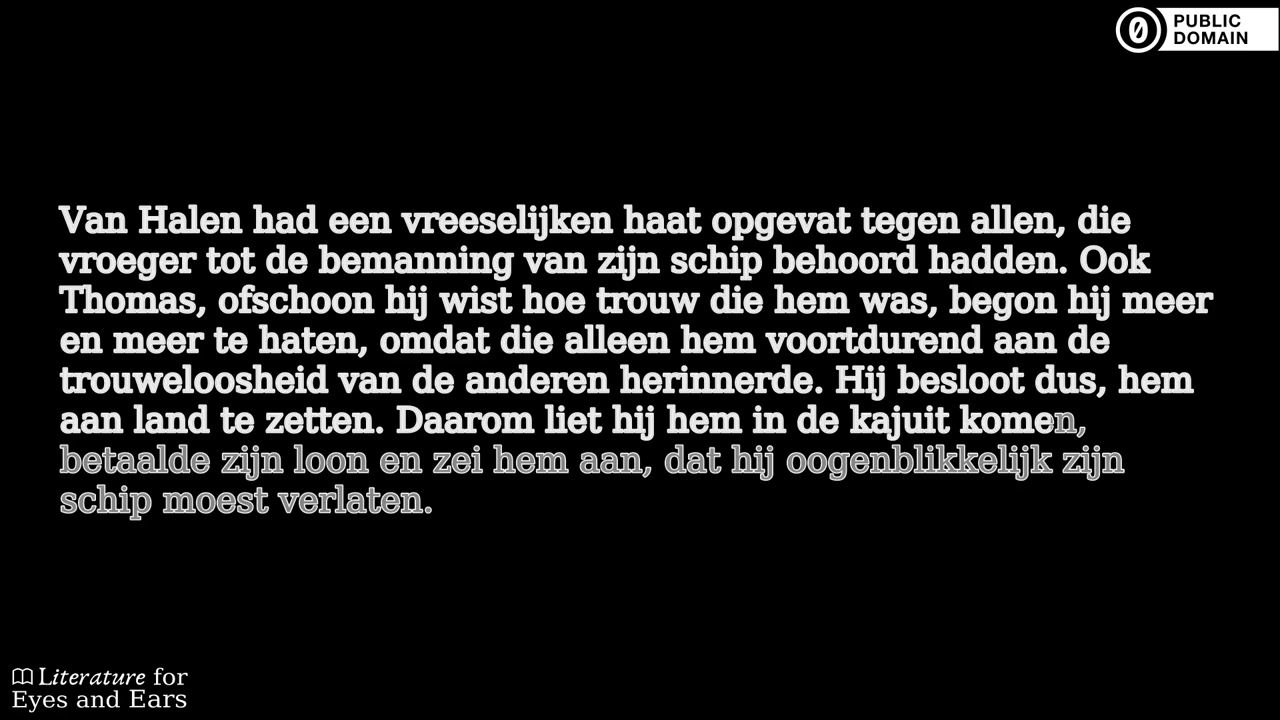 PUBLIC
DOMAIN
Van Halen had een vreeselijken haat opgevat tegen allen, die
vroeger tot de bemanning van zijn schip behoord hadden. Ook
Thomas, ofschoon hij wist hoe trouw die hem was, begon hij meer
en meer te haten, omdat die alleen hem voortdurend aan de
trouweloosheid van de anderen herinnerde. Hij besloot dus, hem
aan land te zetten. Daarom liet hij hem in de kajuit komen,
betaalde zijn loon en zei hem aan, dat hij oogenblikkelijk zijn
schip moest verlaten.
Literature for
Eyes and Ears